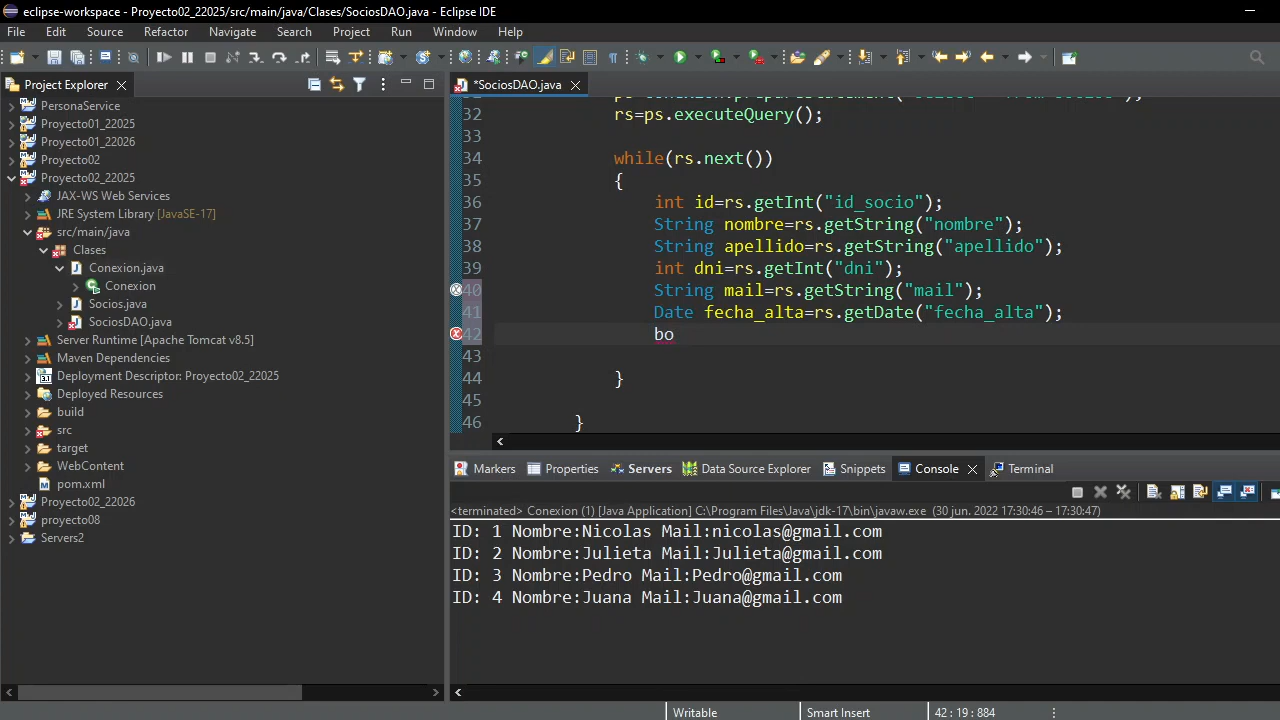 eclipse-workspace - Proyecto02_22025/src/main/java/Clases/SociosDAO.java - Eclipse IDE
File Edit Source Refactor Navigate Search Project Run Window Help
Project Explorer
*SociosDAO.java
PersonaService
Proyecto01_22025
Proyecto01_22026
Proyecto02
Proyecto02_22025
JAX-WS Web Services
JRE System Library [JavaSE-17]
src/main/java
Clases
Conexion.java
Conexion
Socios.java
SociosDAO.java
Server Runtime [Apache Tomcat v8.5]
Maven Dependencies
Deployment Descriptor: Proyecto02_22025
Deployed Resources
build
src
target
WebContent
pom.xml
Proyecto02_22026
proyecto08
Servers2
32 rs=ps.executeQuery();
33
34 while(rs.next())
35 {
36 int id=rs.getInt("id_socio");
37 String nombre=rs.getString("nombre");
38 String apellido=rs.getString("apellido");
39 int dni=rs.getInt("dni");
40 String mail=rs.getString("mail");
41 Date fecha_alta=rs.getDate("fecha_alta");
42 bo
43
44 }
45
46 }
Markers Properties Servers Data Source Explorer Snippets Console Terminal
<terminated> Conexion (1) [Java Application] C:\Program Files\Java\jdk-17\bin\javaw.exe (30 jun. 2022 17:30:46 – 17:30:47)
ID: 1 Nombre:Nicolas Mail:nicolas@gmail.com
ID: 2 Nombre:Julieta Mail:Julieta@gmail.com
ID: 3 Nombre:Pedro Mail:Pedro@gmail.com
ID: 4 Nombre:Juana Mail:Juana@gmail.com
Writable Smart Insert 42 : 19 : 884